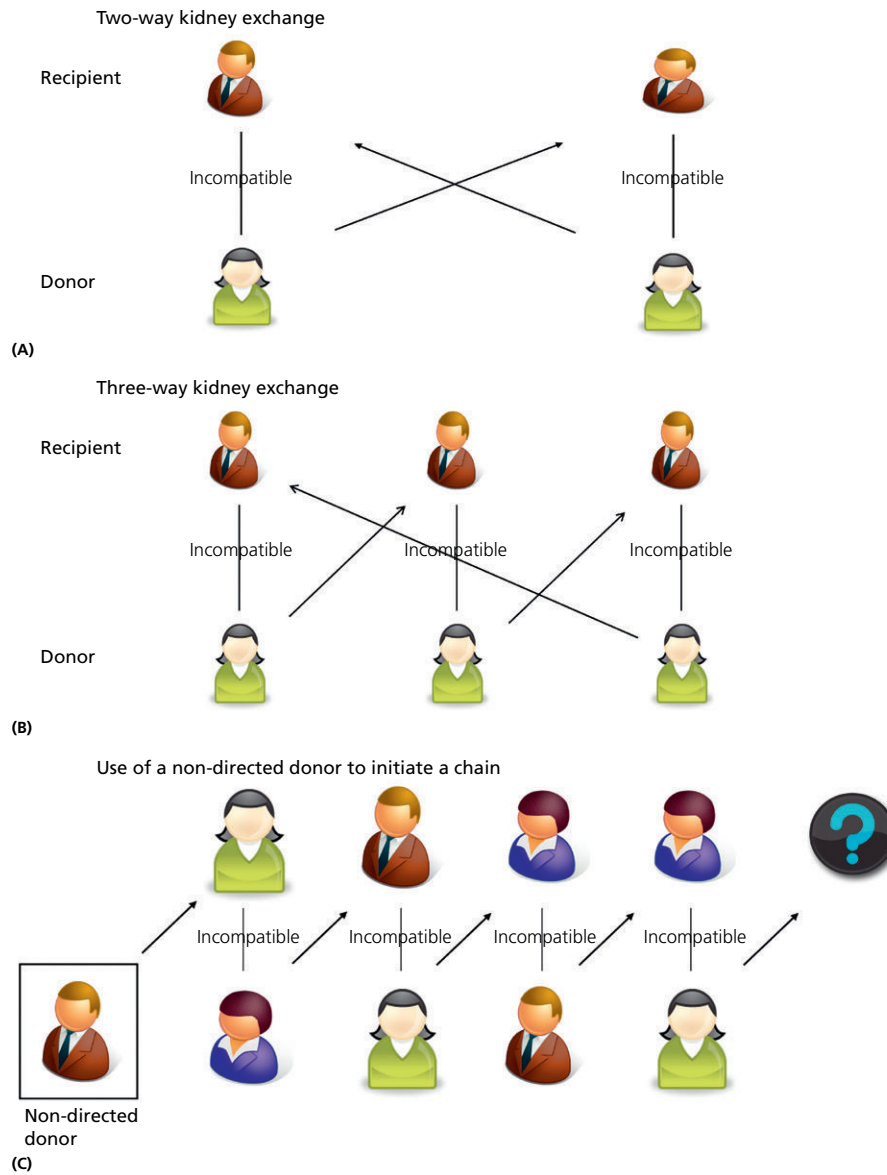 Two-way kidney exchange
Recipient
Incompatible Incompatible
Donor
(A)
Three-way kidney exchange
Recipient
Incompatible Incompatible Incompatible
Donor
(B)
Use of a non-directed donor to initiate a chain
?
Incompatible Incompatible Incompatible Incompatible
Non-directed
donor
(C)